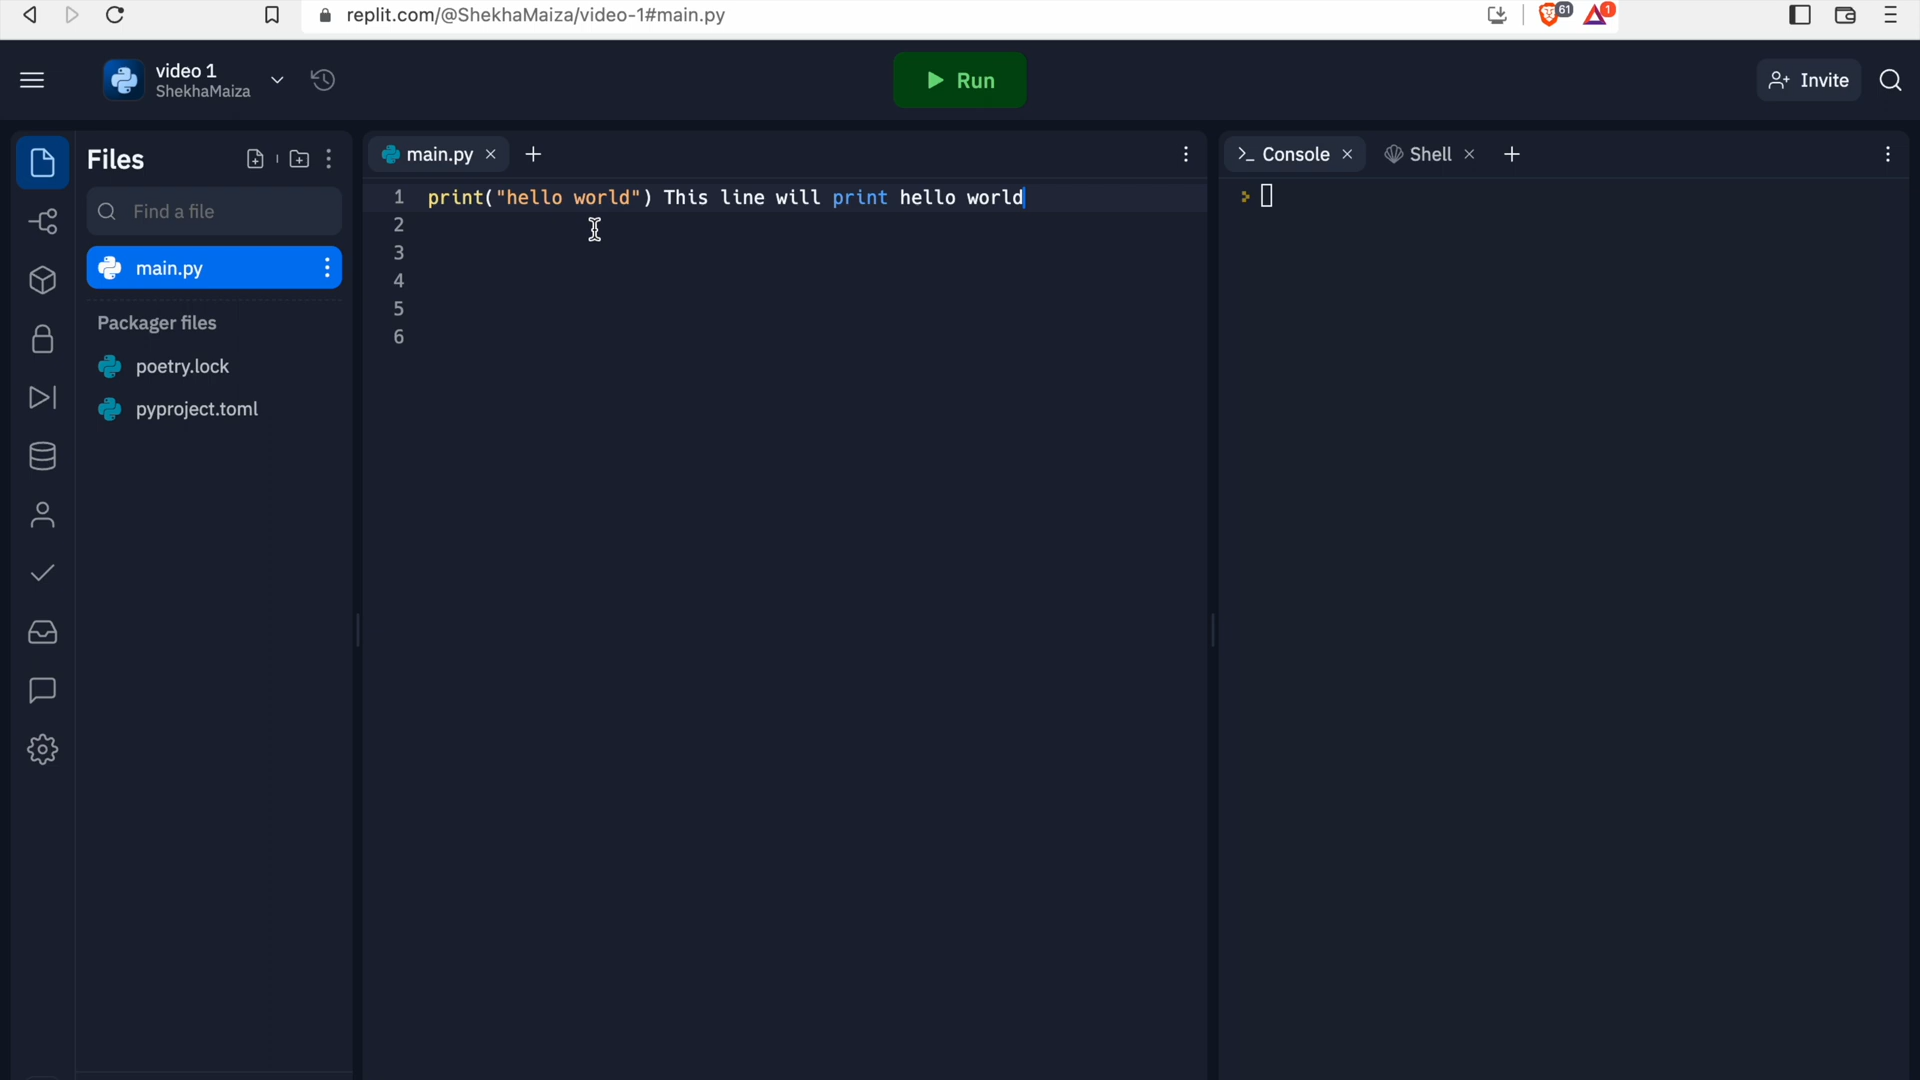 replit.com/@ShekhaMaiza/video-1#main.py
61
1
video 1
ShekhaMaiza
Run
Invite
Files
Find a file
main.py
Packager files
poetry.lock
pyproject.toml
main.py
1 print("hello world") This line will print hello world
2
3
4
5
6
>_ Console
Shell